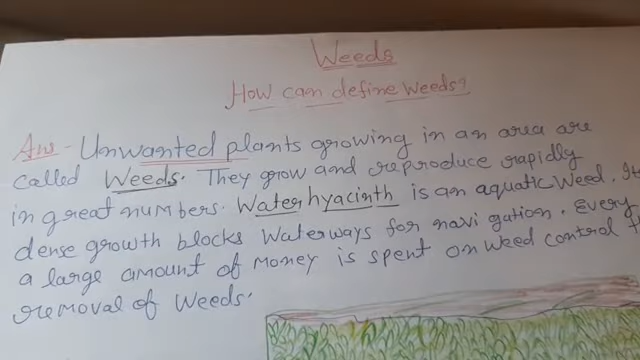 Weeds
How can define weeds?
Ans - Unwanted plants growing in an area are
called Weeds. They grow and reproduce rapidly
in great numbers. Water hyacinth is an aquatic weed. Its
dense growth blocks waterways for navigation. Every
a large amount of money is spent on weed control
removal of weeds.